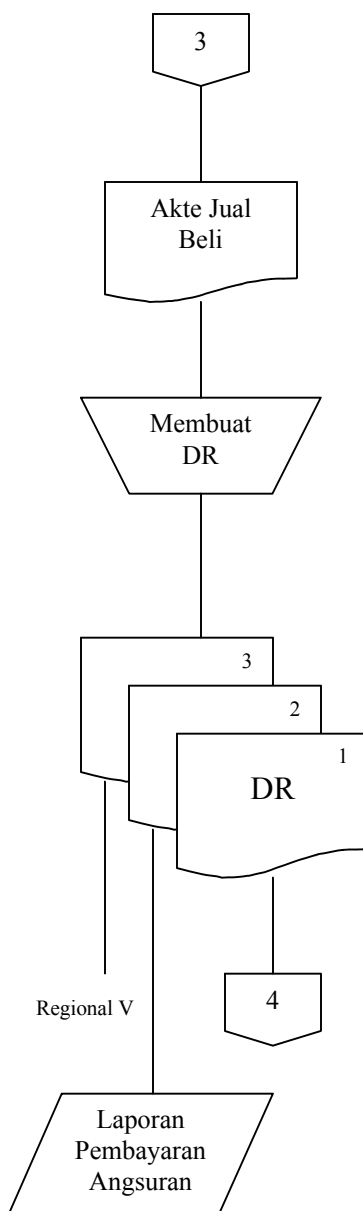 3
Akte Jual
Beli
Membuat
DR
3
2
1
DR
Regional V
4
Laporan
Pembayaran
Angsuran